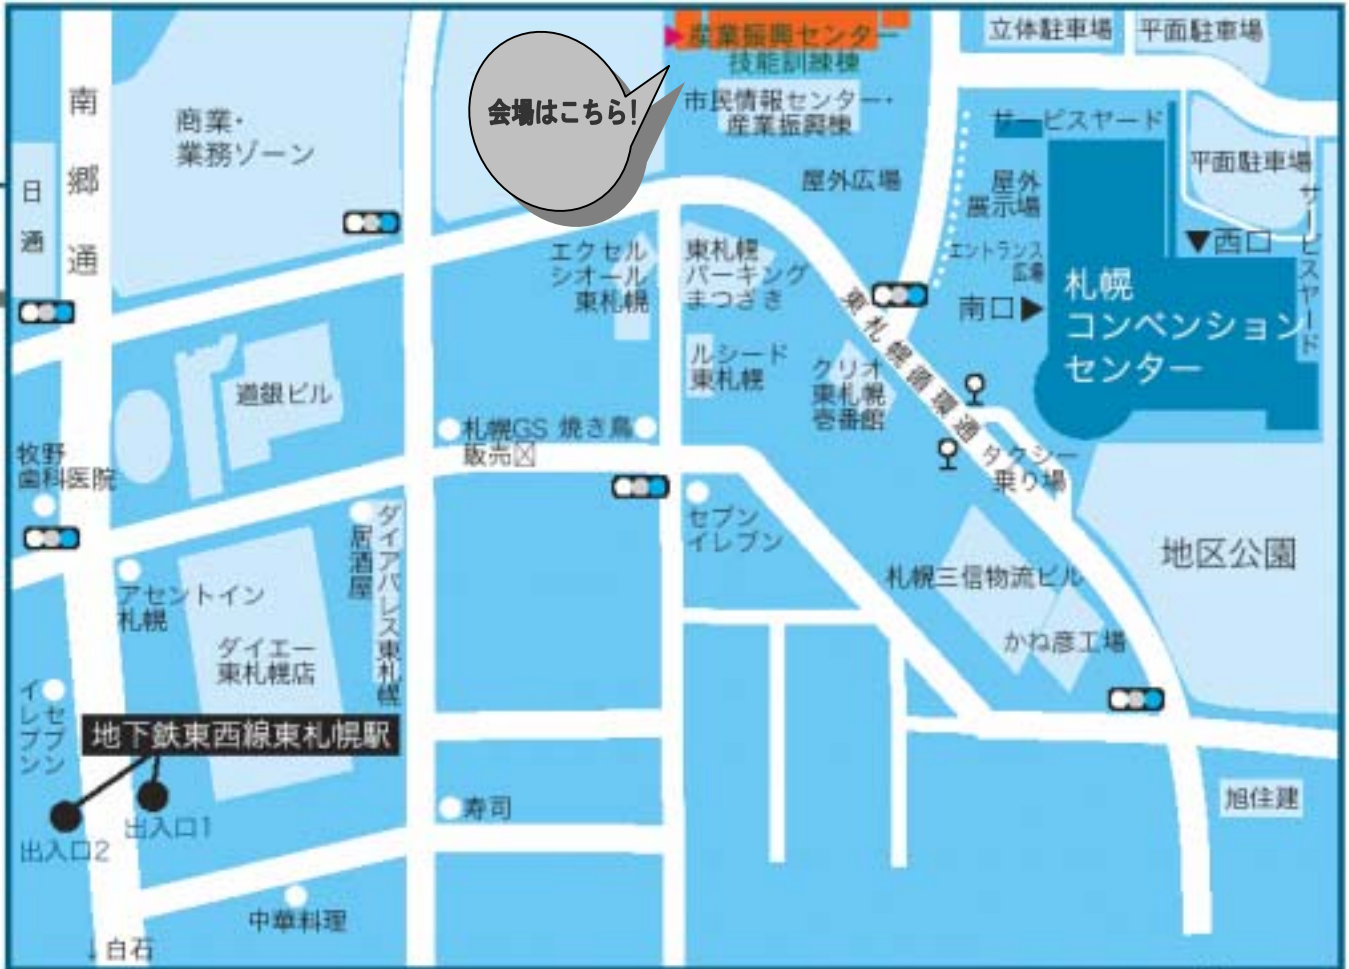 産業振興センター
技能訓練棟
立体駐車場
平面駐車場
会場はこちら!
市民情報センター・
産業振興棟
南郷通
商業・
業務ゾーン
日通
サービスヤード
平面駐車場
屋外広場
屋外
展示場
サービスヤード
▼西口
エントランス
広場
エクセル
シオール
東札幌
東札幌
パーキング
まつざき
南口▶
札幌
コンベンション
センター
東札幌循環通
ルシード
東札幌
クリオ
東札幌
壱番館
道銀ビル
札幌GS
販売
焼き鳥
タクシー
乗り場
牧野
歯科医院
セブン
イレブン
居酒屋
ダイアパレス東札幌
地区公園
札幌三信物流ビル
アセントイン
札幌
ダイエー
東札幌店
かね彦工場
セブン
イレブン
地下鉄東西線東札幌駅
旭住建
寿司
出入口1
出入口2
中華料理
↓白石